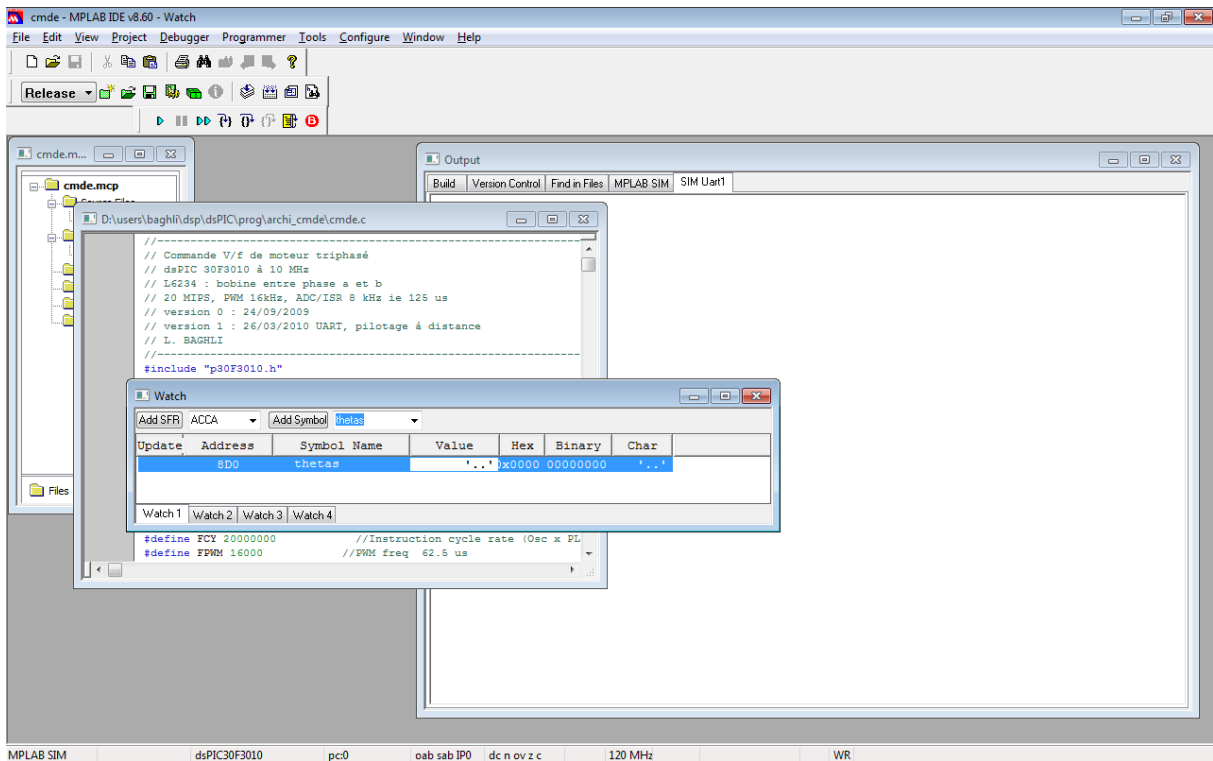 cmde - MPLAB IDE v8.60 - Watch
File Edit View Project Debugger Programmer Tools Configure Window Help
Release
cmde.m...
cmde.mcp
Files
Output
Build Version Control Find in Files MPLAB SIM SIM Uart1
D:\users\baghli\dsp\dsPIC\prog\archi_cmde\cmde.c
//----------------------------------------------------------------
// Commande V/f de moteur triphasé
// dsPIC 30F3010 à 10 MHz
// L6234 : bobine entre phase a et b
// 20 MIPS, PWM 16kHz, ADC/ISR 8 kHz ie 125 us
// version 0 : 24/09/2009
// version 1 : 26/03/2010 UART, pilotage à distance
// L. BAGHLI
//----------------------------------------------------------------
#include "p30F3010.h"
Watch
Add SFR ACCA Add Symbol thetas
Update Address Symbol Name Value Hex Binary Char
8D0 thetas '..' 0x0000 00000000 '..'
Watch 1 Watch 2 Watch 3 Watch 4
#define FCY 20000000 //Instruction cycle rate (Osc x PL
#define FPWM 16000 //PWM freq 62.5 us
MPLAB SIM dsPIC30F3010 pc:0 oab sab IP0 dc n ov z c 120 MHz WR